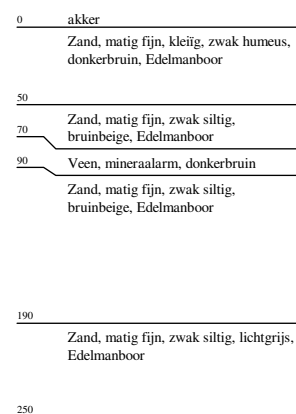 0 akker
Zand, matig fijn, kleiïg, zwak humeus,
donkerbruin, Edelmanboor
50
Zand, matig fijn, zwak siltig,
70
bruinbeige, Edelmanboor
90 Veen, mineraalarm, donkerbruin
Zand, matig fijn, zwak siltig,
bruinbeige, Edelmanboor
190
Zand, matig fijn, zwak siltig, lichtgrijs,
Edelmanboor
250